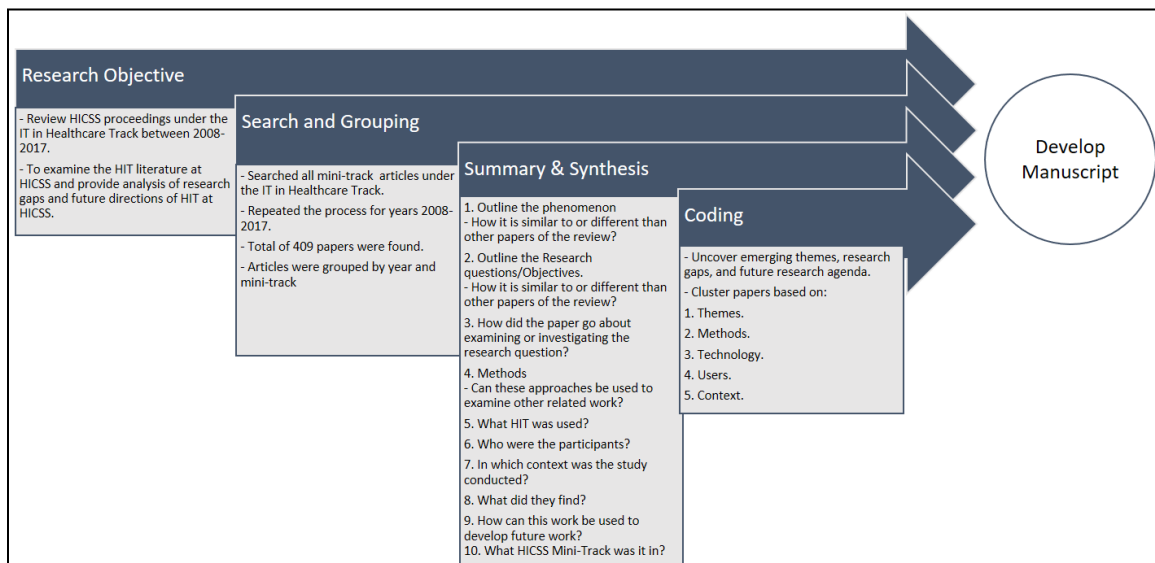 Research Objective
- Review HICSS proceedings under the
IT in Healthcare Track between 2008-
2017.
- To examine the HIT literature at
HICSS and provide analysis of research
gaps and future directions of HIT at
HICSS.
Search and Grouping
- Searched all mini-track articles under
the IT in Healthcare Track.
- Repeated the process for years 2008-
2017.
- Total of 409 papers were found.
- Articles were grouped by year and
mini-track
Summary & Synthesis
1. Outline the phenomenon
- How it is similar to or different than
other papers of the review?
2. Outline the Research
questions/Objectives.
- How it is similar to or different than
other papers of the review?
3. How did the paper go about
examining or investigating the
research question?
4. Methods
- Can these approaches be used to
examine other related work?
5. What HIT was used?
6. Who were the participants?
7. In which context was the study
conducted?
8. What did they find?
9. How can this work be used to
develop future work?
10. What HICSS Mini-Track was it in?
Coding
- Uncover emerging themes, research
gaps, and future research agenda.
- Cluster papers based on:
1. Themes.
2. Methods.
3. Technology.
4. Users.
5. Context.
Develop
Manuscript